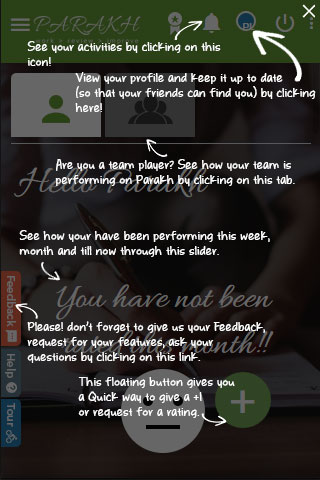 PARAKH
work > review > improve
PI
See your activities by clicking on this
icon!
View your profile and keep it up to date
(so that your friends can find you) by clicking
here!
Are you a team player? See how your team is
performing on Parakh by clicking on this tab.
Hello Parakh
See how your have been performing this week,
month and till now through this slider.
You have not been
this month!!
Feedback
Please! don't forget to give us your Feedback,
request for your features, ask your
questions by clicking on this link.
Help
This floating button gives you
a Quick way to give a +1
or request for a rating.
Tour